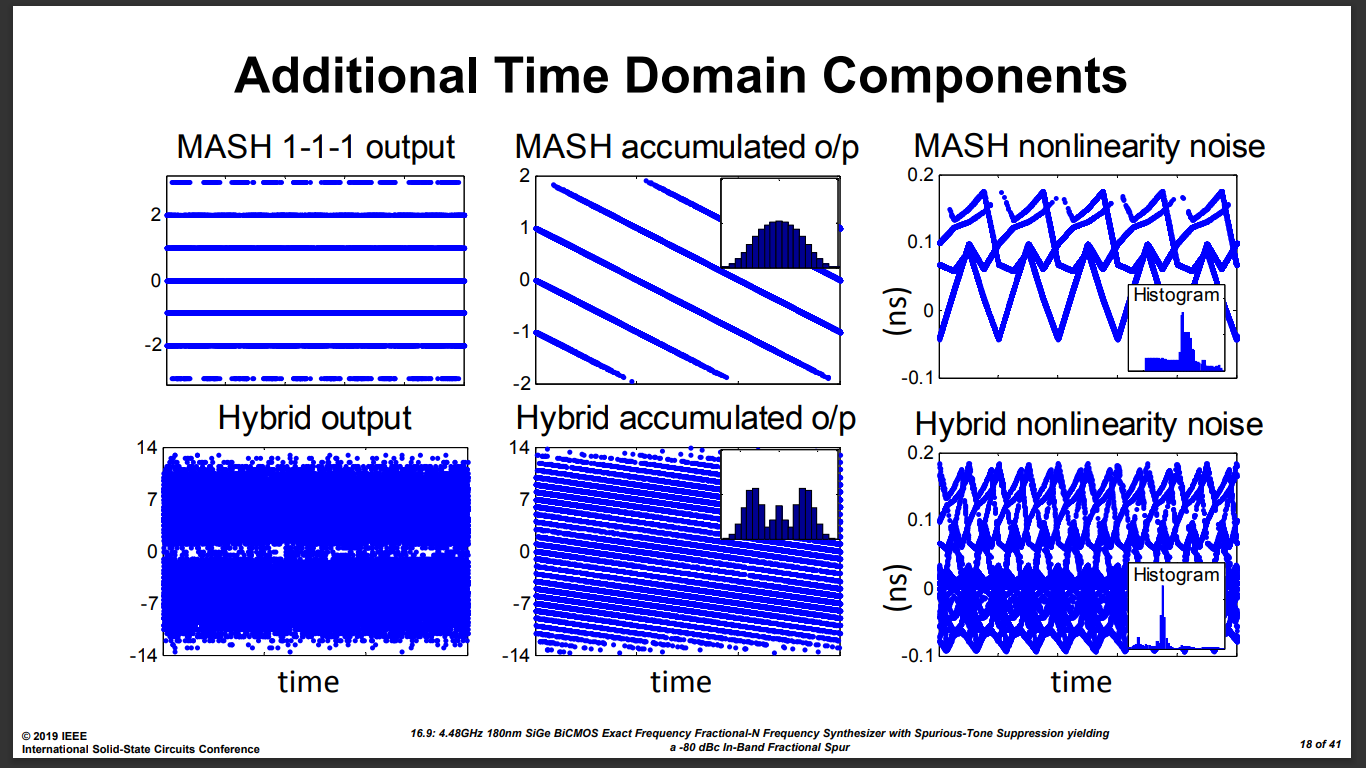 Additional Time Domain Components
MASH 1-1-1 output
2
0
-2
MASH accumulated o/p
2
1
0
-1
-2
MASH nonlinearity noise
0.2
0.1
0
-0.1
(ns)
Histogram
Hybrid output
14
7
0
-7
-14
time
Hybrid accumulated o/p
14
7
0
-7
-14
time
Hybrid nonlinearity noise
0.2
0.1
0
-0.1
(ns)
Histogram
time
© 2019 IEEE
International Solid-State Circuits Conference
16.9: 4.48GHz 180nm SiGe BiCMOS Exact Frequency Fractional-N Frequency Synthesizer with Spurious-Tone Suppression yielding
a -80 dBc In-Band Fractional Spur
18 of 41